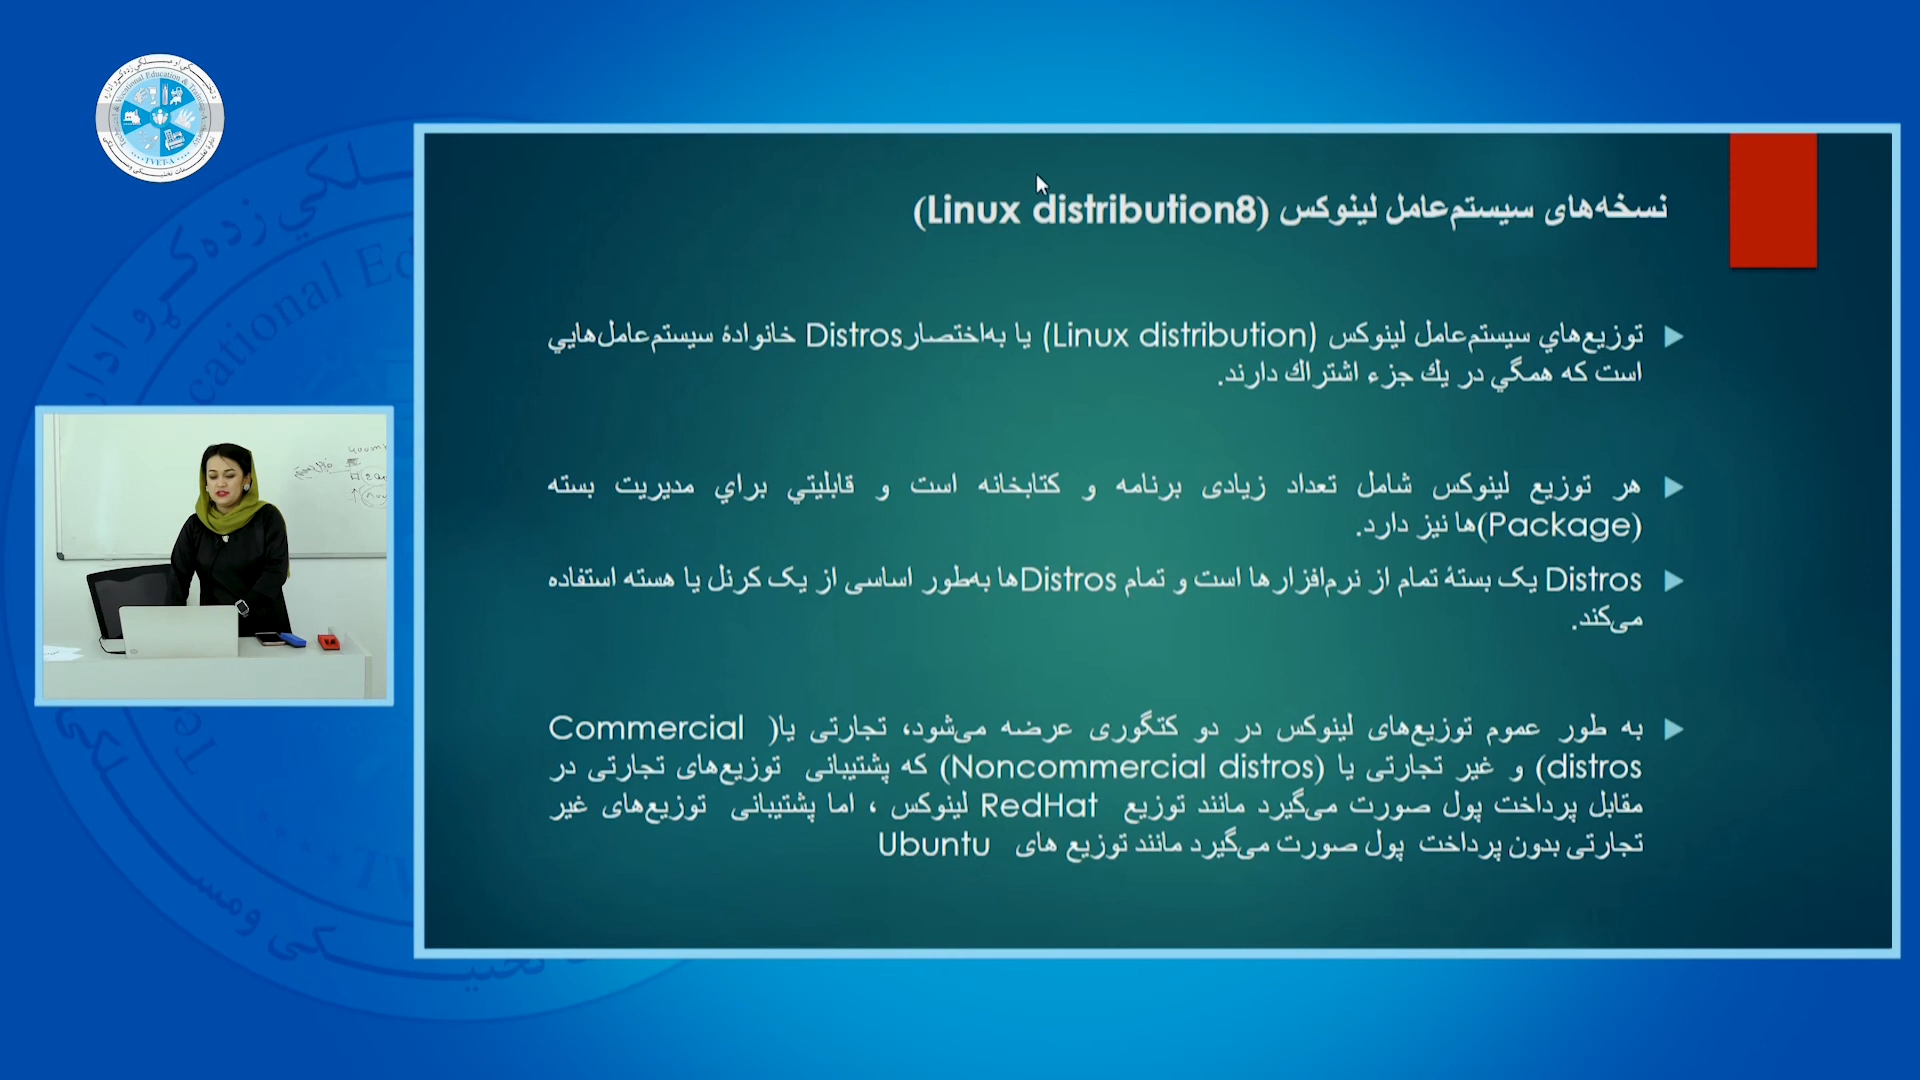 نسخه‌های سیستم‌عامل لینوکس (Linux distribution8)
توزیع‌هاي سیستم‌عامل لینوکس (Linux distribution) یا به‌اختصارDistros خانوادۀ سیستم‌عامل‌هایي
است که همگي در یك جزء اشتراك دارند.
هر توزیع لینوکس شامل تعداد زیادی برنامه و کتابخانه است و قابلیتي براي مدیریت بسته
(Package)ها نیز دارد.
Distros یک بستۀ تمام از نرم‌افزارها است و تمام Distrosها به‌طور اساسی از یک کرنل یا هسته استفاده
می‌کند.
به طور عموم توزیع‌های لینوکس در دو کتگوری عرضه می‌شود، تجارتی یا( Commercial
distros) و غیر تجارتی یا (Noncommercial distros) که پشتیبانی توزیع‌های تجارتی در
مقابل پرداخت پول صورت می‌گیرد مانند توزیع RedHat لینوکس ، اما پشتیبانی توزیع‌های غیر
تجارتی بدون پرداخت پول صورت می‌گیرد مانند توزیع های Ubuntu
TVET-A